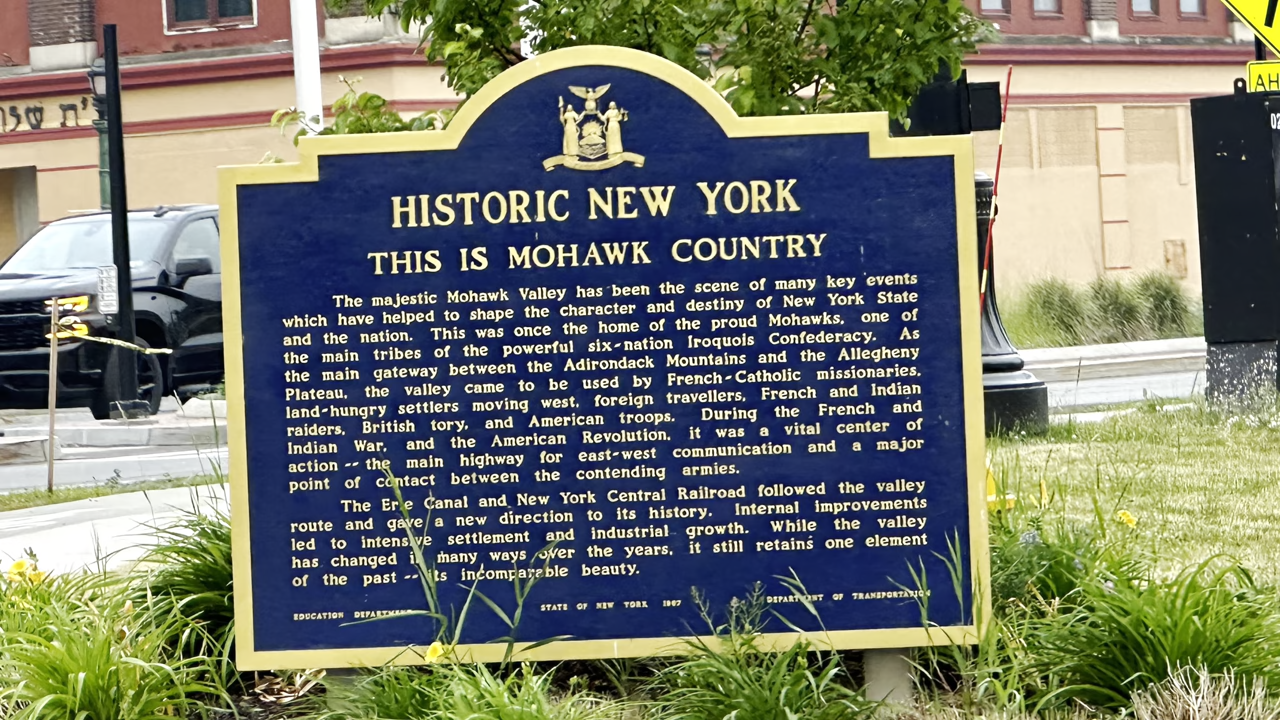 HISTORIC NEW YORK
THIS IS MOHAWK COUNTRY
The majestic Mohawk Valley has been the scene of many key events
which have helped to shape the character and destiny of New York State
and the nation. This was once the home of the proud Mohawks, one of
the main tribes of the powerful six-nation Iroquois Confederacy. As
the main gateway between the Adirondack Mountains and the Allegheny
Plateau, the valley came to be used by French-Catholic missionaries,
land-hungry settlers moving west, foreign travellers, French and Indian
raiders, British tory, and American troops. During the French and
Indian War, and the American Revolution, it was a vital center of
action -- the main highway for east-west communication and a major
point of contact between the contending armies.
The Erie Canal and New York Central Railroad followed the valley
route and gave a new direction to its history. Internal improvements
led to intensive settlement and industrial growth. While the valley
has changed in many ways over the years, it still retains one element
of the past -- its incomparable beauty.
EDUCATION DEPARTMENT STATE OF NEW YORK 1967 DEPARTMENT OF TRANSPORTATION
AH